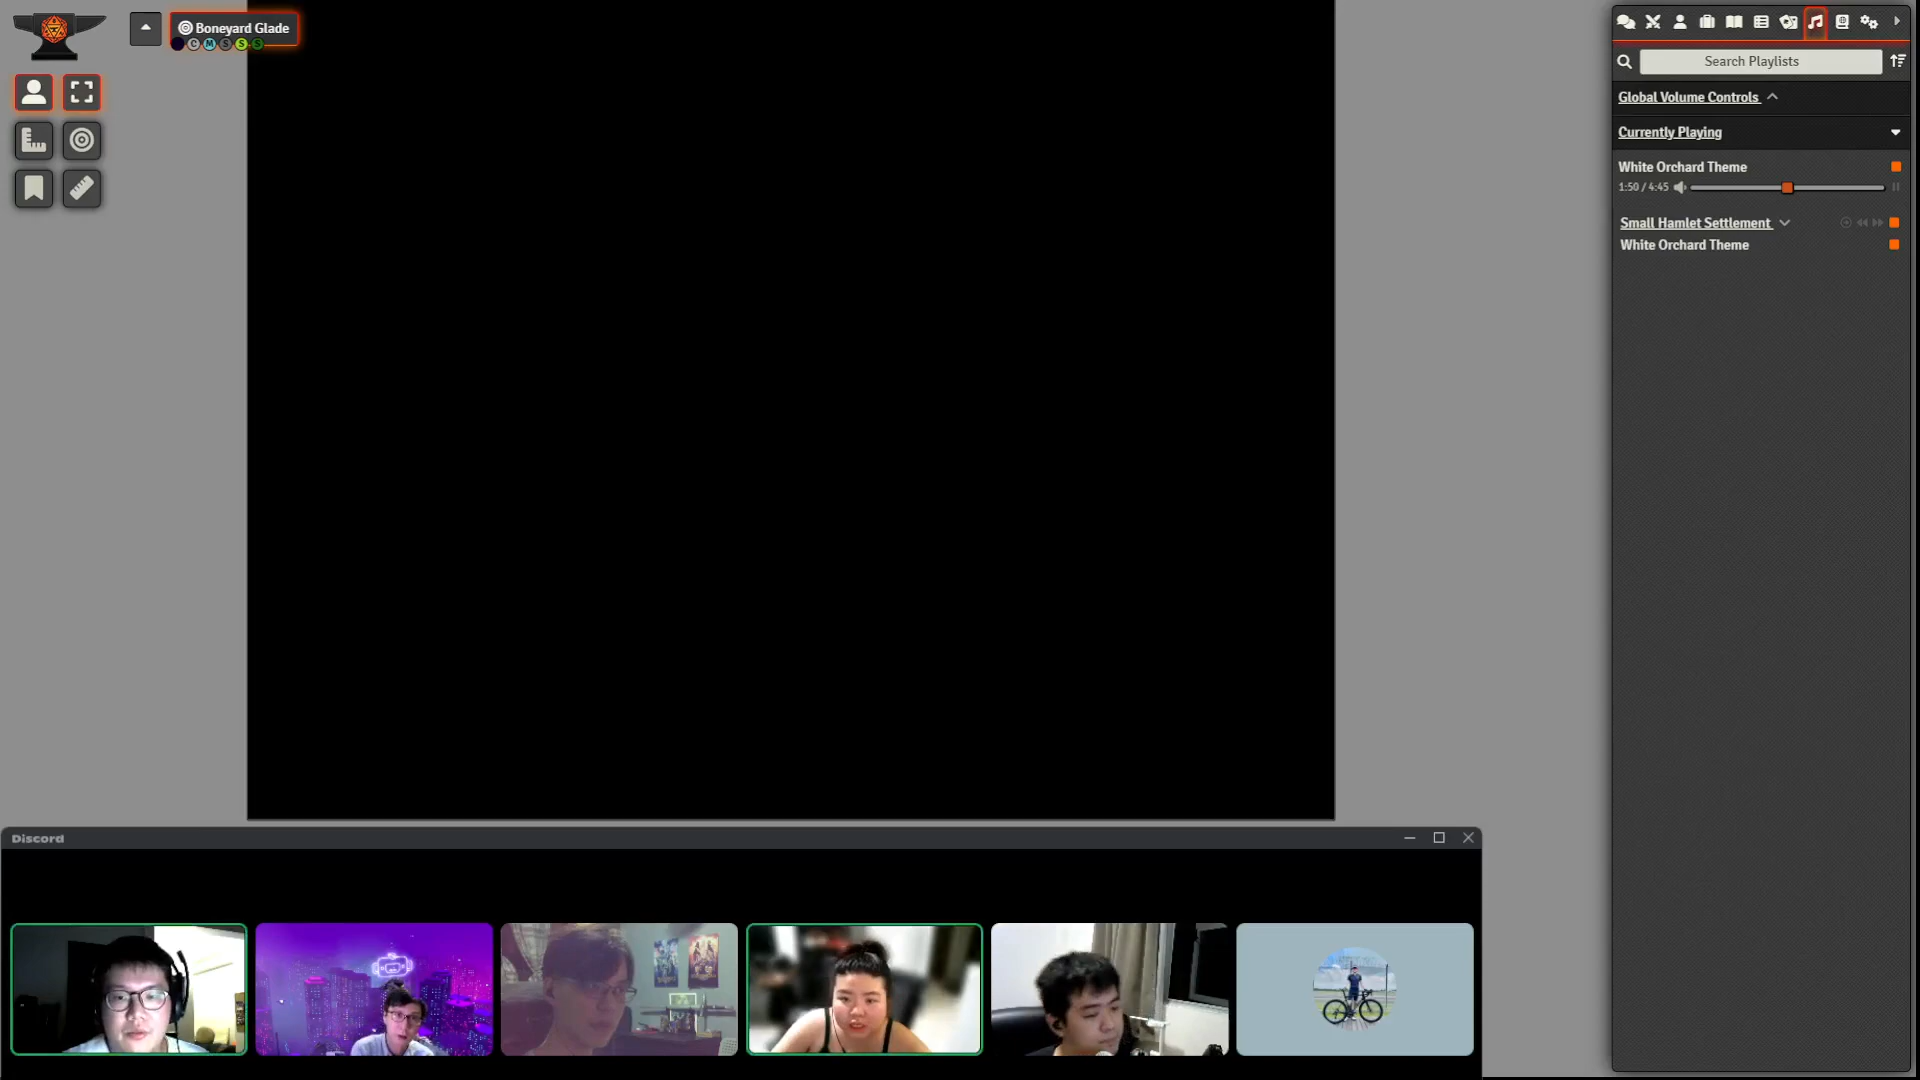 Boneyard Glade
C M S S S
Search Playlists
Global Volume Controls
Currently Playing
White Orchard Theme
1:50 / 4:45
Small Hamlet Settlement
White Orchard Theme
Discord